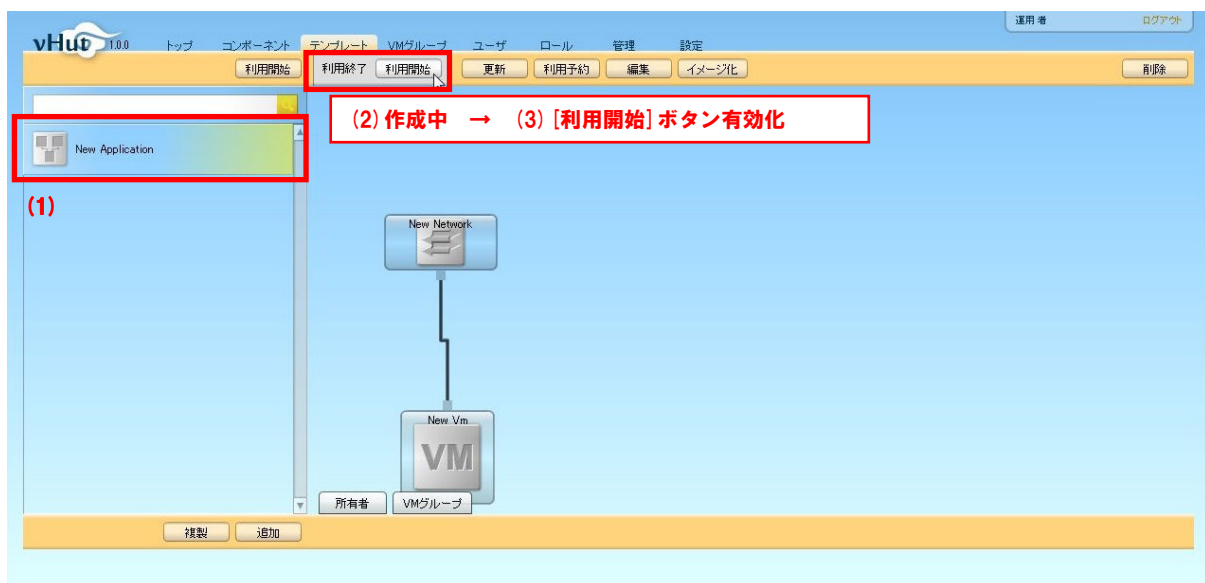 運用 者 ログアウト
vHut 1.0.0 トップ コンポーネント テンプレート VMグループ ユーザ ロール 管理 設定
利用開始 利用終了 利用開始 更新 利用予約 編集 イメージ化 削除
(2) 作成中 → (3) [利用開始] ボタン有効化
New Application
(1)
New Network
New Vm
VM
所有者 VMグループ
複製 追加